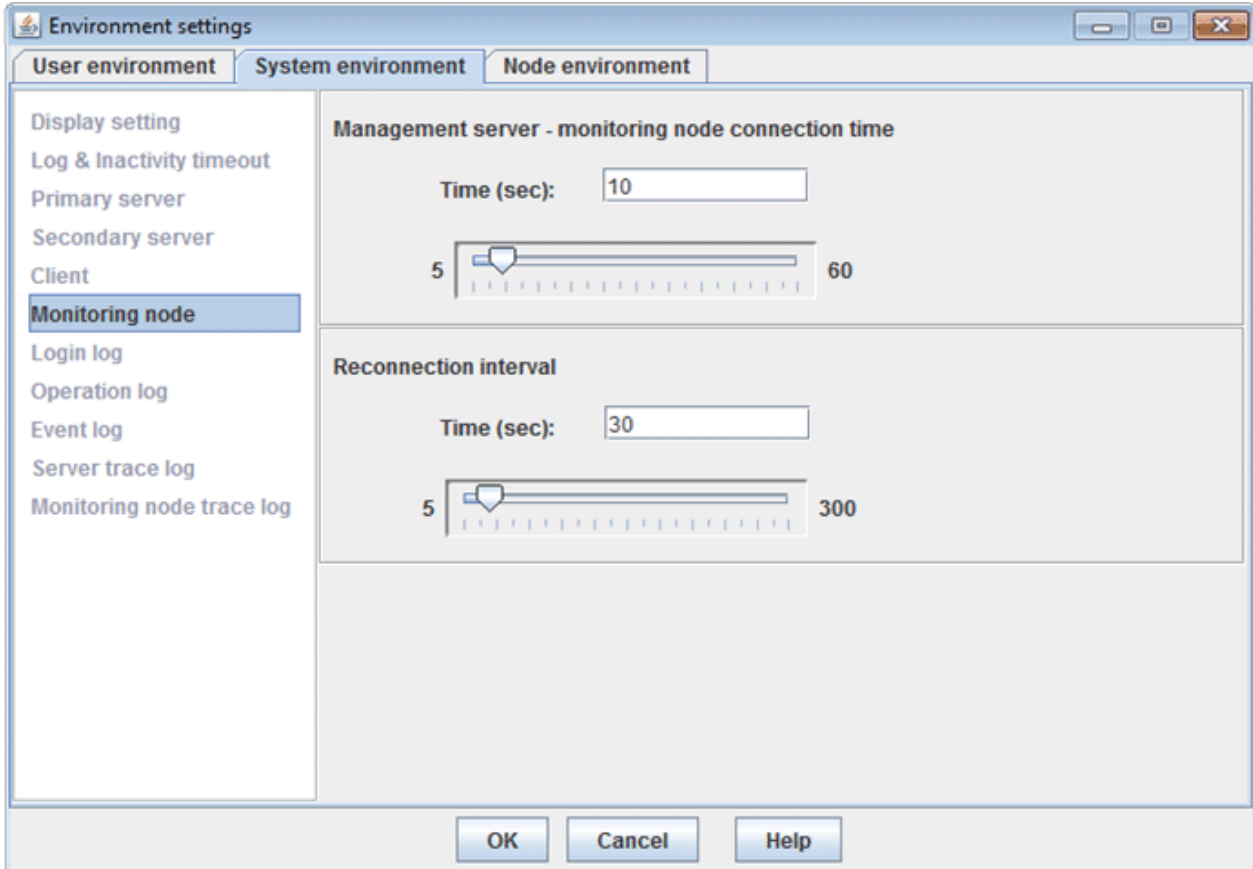 Environment settings
User environment System environment Node environment
Display setting
Log & Inactivity timeout
Primary server
Secondary server
Client
Monitoring node
Login log
Operation log
Event log
Server trace log
Monitoring node trace log
Management server - monitoring node connection time
Time (sec): 10
5 60
Reconnection interval
Time (sec): 30
5 300
OK Cancel Help